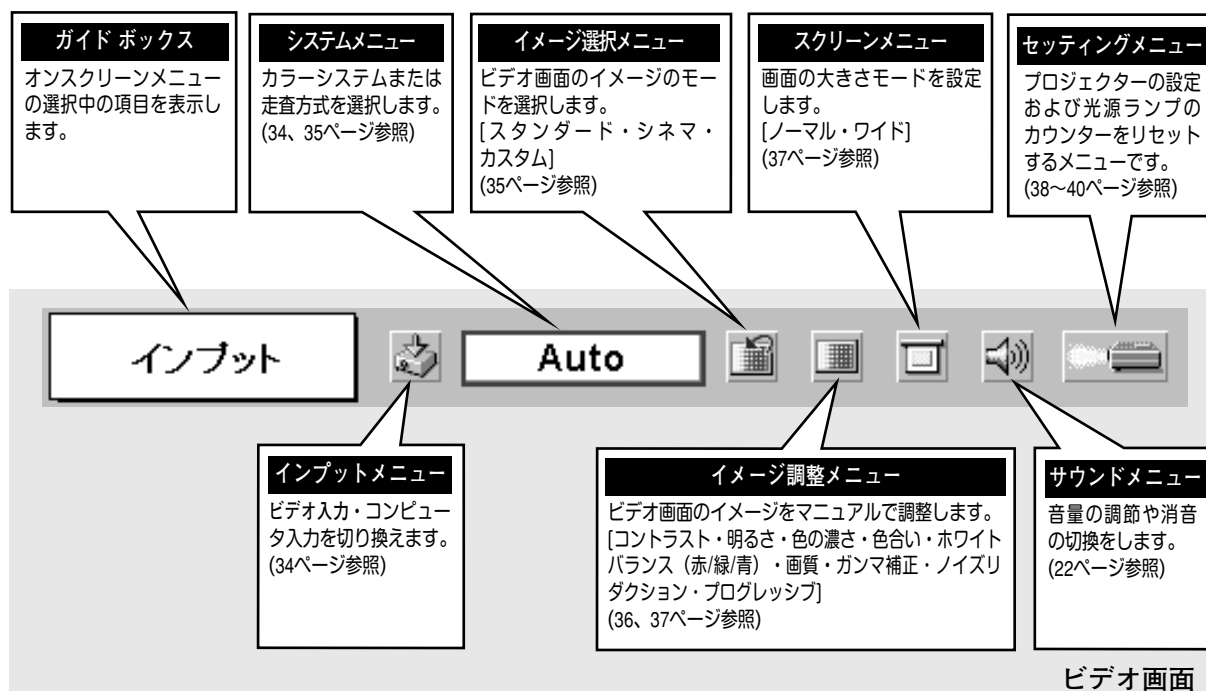 ガイド ボックス
オンスクリーンメニュー
の選択中の項目を表示し
ます。
システムメニュー
カラーシステムまたは
走査方式を選択します。
(34、35ページ参照)
イメージ選択メニュー
ビデオ画面のイメージのモー
ドを選択します。
[スタンダード・シネマ・
カスタム]
(35ページ参照)
スクリーンメニュー
画面の大きさモードを設定
します。
[ノーマル・ワイド]
(37ページ参照)
セッティングメニュー
プロジェクターの設定
および光源ランプの
カウンターをリセット
するメニューです。
(38〜40ページ参照)
インプット
Auto
インプットメニュー
ビデオ入力・コンピュー
タ入力を切り換えます。
(34ページ参照)
イメージ調整メニュー
ビデオ画面のイメージをマニュアルで調整します。
[コントラスト・明るさ・色の濃さ・色合い・ホワイト
バランス（赤/緑/青）・画質・ガンマ補正・ノイズリ
ダクション・プログレッシブ]
(36、37ページ参照)
サウンドメニュー
音量の調節や消音
の切換をします。
(22ページ参照)
ビデオ画面